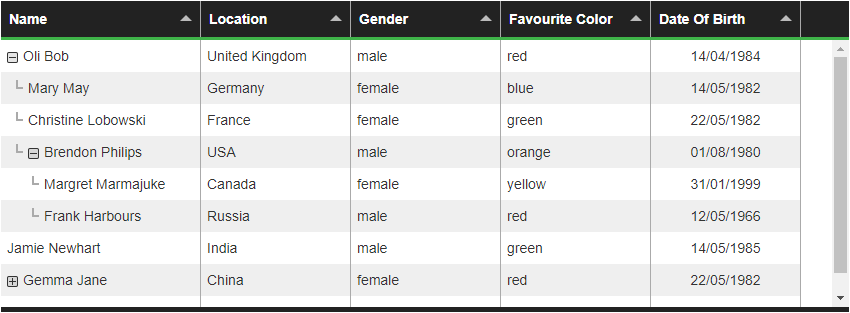 Name Location Gender Favourite Color Date Of Birth
Oli Bob United Kingdom male red 14/04/1984
Mary May Germany female blue 14/05/1982
Christine Lobowski France female green 22/05/1982
Brendon Philips USA male orange 01/08/1980
Margret Marmajuke Canada female yellow 31/01/1999
Frank Harbours Russia male red 12/05/1966
Jamie Newhart India male green 14/05/1985
Gemma Jane China female red 22/05/1982